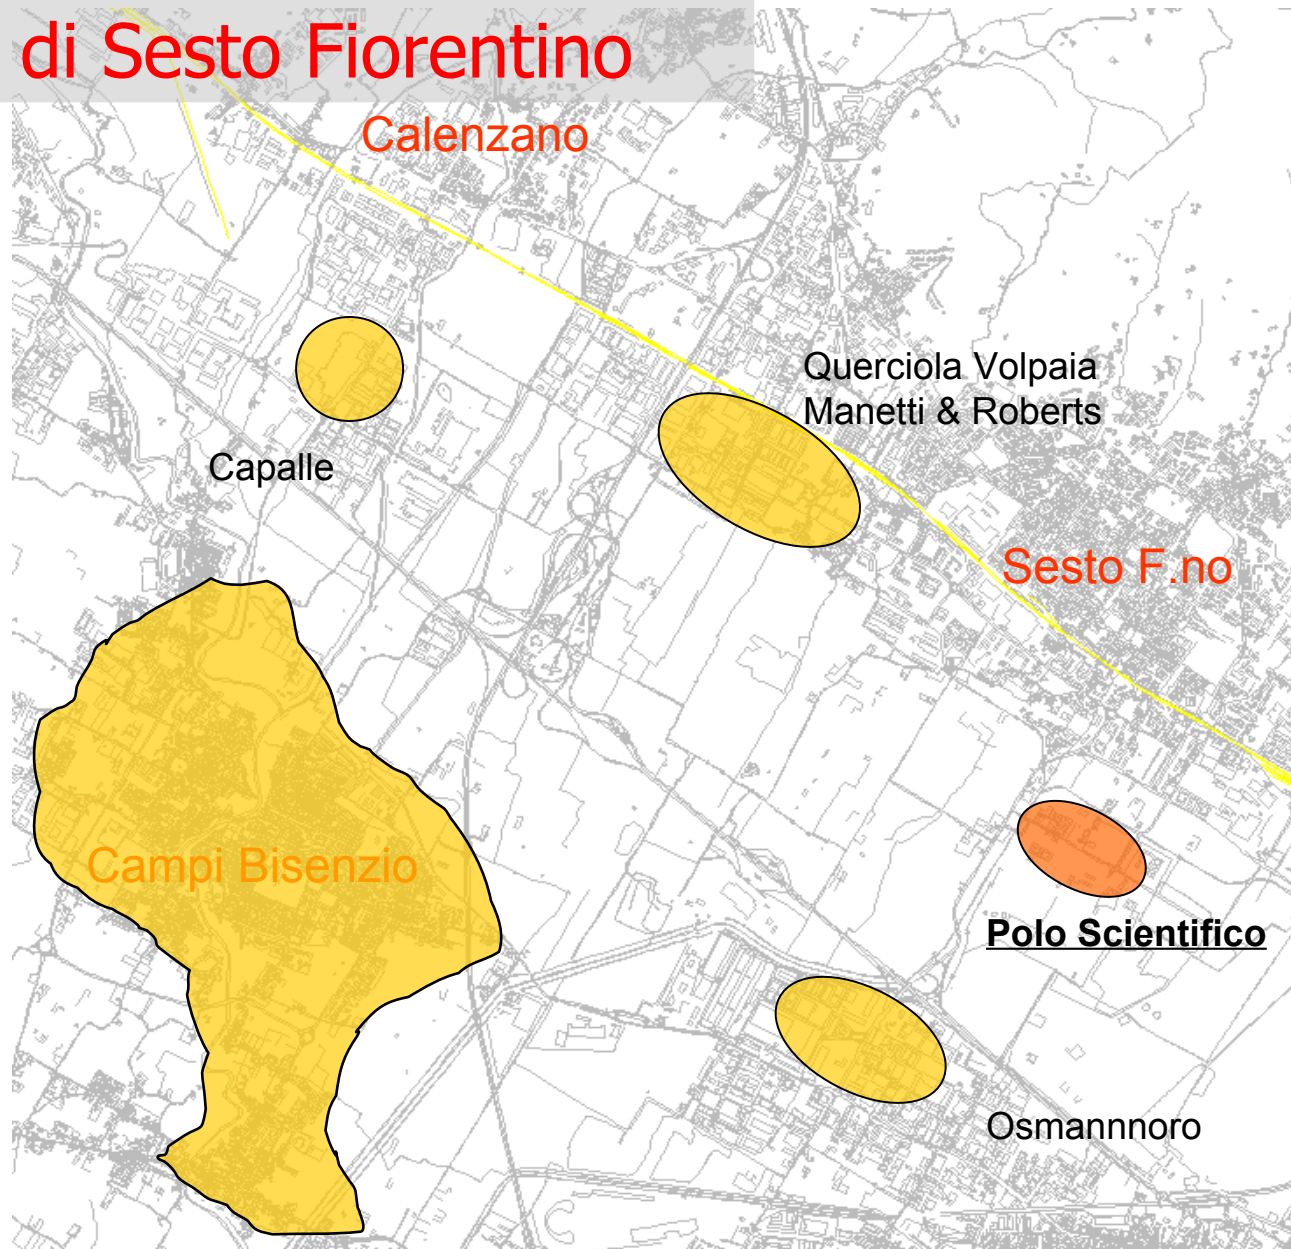 di Sesto Fiorentino
Calenzano
Querciola Volpaia
Manetti & Roberts
Capalle
Sesto F.no
Campi Bisenzio
Polo Scientifico
Osmannnoro